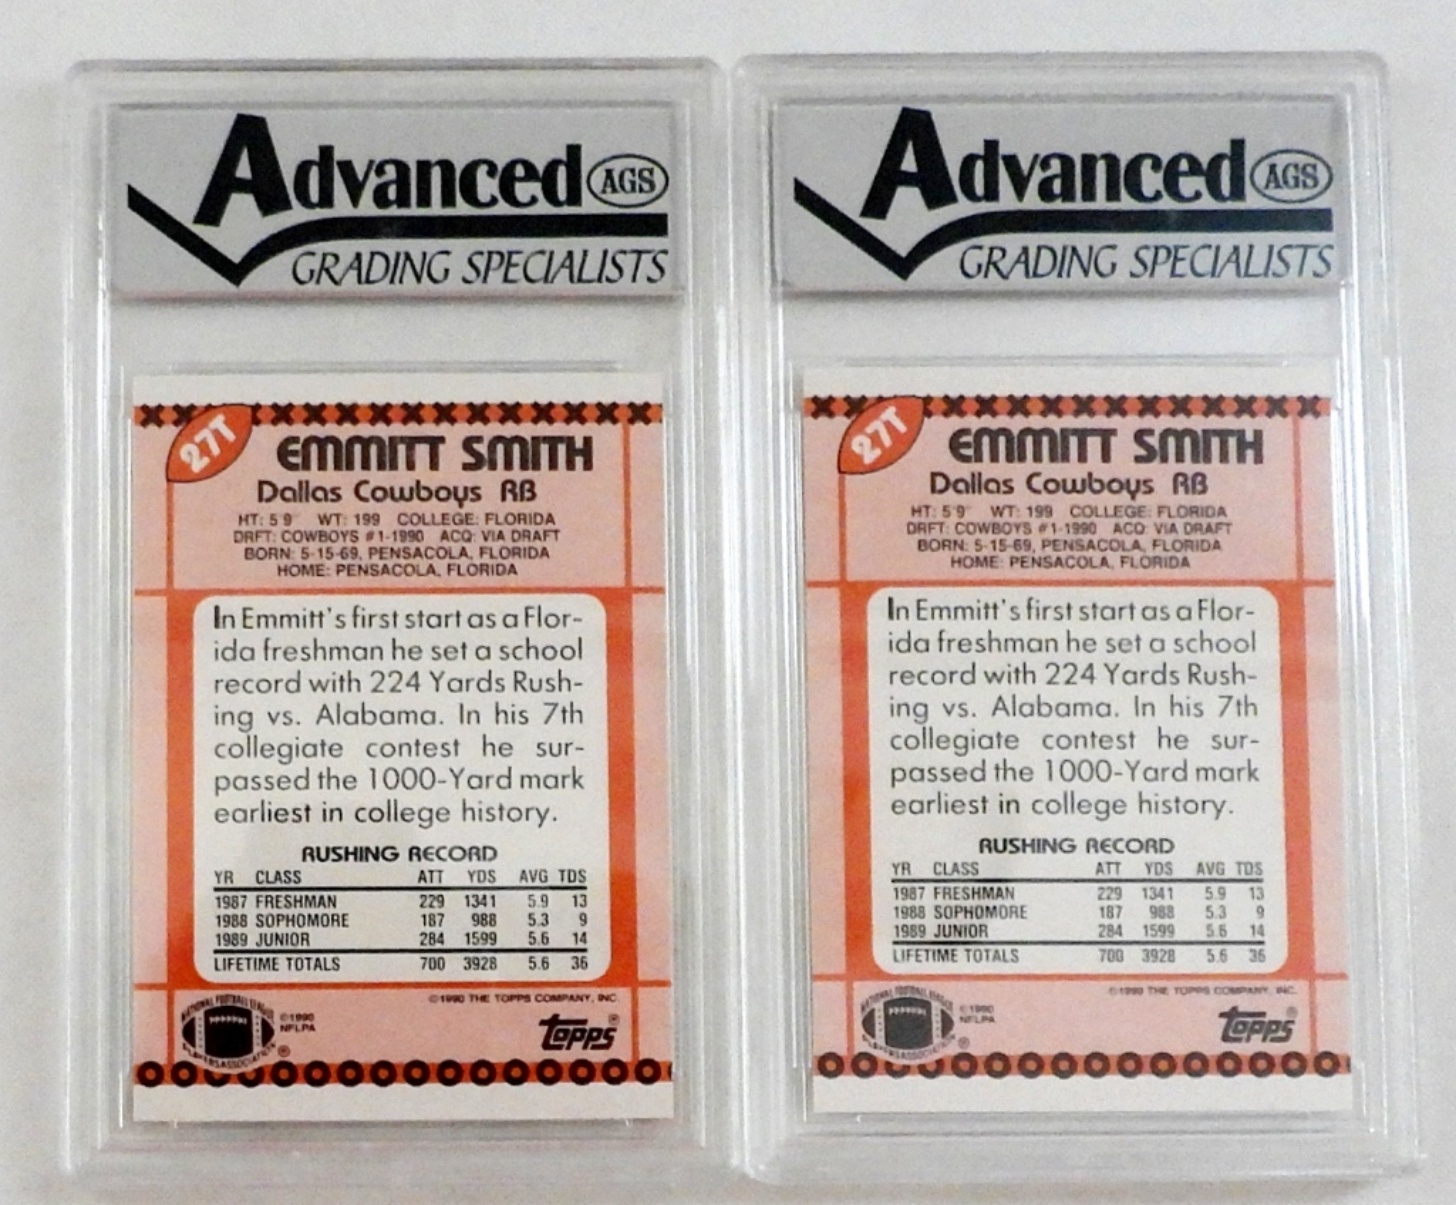 Advanced AGS
GRADING SPECIALISTS
27T
EMMITT SMITH
Dallas Cowboys RB
HT: 5'9" WT: 199 COLLEGE: FLORIDA
DRFT: COWBOYS #1-1990 ACQ: VIA DRAFT
BORN: 5-15-69, PENSACOLA, FLORIDA
HOME: PENSACOLA, FLORIDA
In Emmitt's first start as a Flor-
ida freshman he set a school
record with 224 Yards Rush-
ing vs. Alabama. In his 7th
collegiate contest he sur-
passed the 1000-Yard mark
earliest in college history.
RUSHING RECORD
YR CLASS ATT YDS AVG TDS
1987 FRESHMAN 229 1341 5.9 13
1988 SOPHOMORE 187 988 5.3 9
1989 JUNIOR 284 1599 5.6 14
LIFETIME TOTALS 700 3928 5.6 36
©1990 THE TOPPS COMPANY, INC.
NATIONAL FOOTBALL LEAGUE
PLAYERS ASSOCIATION ®
©1990
NFLPA
Topps ®
Advanced AGS
GRADING SPECIALISTS
27T
EMMITT SMITH
Dallas Cowboys RB
HT: 5'9" WT: 199 COLLEGE: FLORIDA
DRFT: COWBOYS #1-1990 ACQ: VIA DRAFT
BORN: 5-15-69, PENSACOLA, FLORIDA
HOME: PENSACOLA, FLORIDA
In Emmitt's first start as a Flor-
ida freshman he set a school
record with 224 Yards Rush-
ing vs. Alabama. In his 7th
collegiate contest he sur-
passed the 1000-Yard mark
earliest in college history.
RUSHING RECORD
YR CLASS ATT YDS AVG TDS
1987 FRESHMAN 229 1341 5.9 13
1988 SOPHOMORE 187 988 5.3 9
1989 JUNIOR 284 1599 5.6 14
LIFETIME TOTALS 700 3928 5.6 36
©1990 THE TOPPS COMPANY, INC.
NATIONAL FOOTBALL LEAGUE
PLAYERS ASSOCIATION ®
©1990
NFLPA
Topps ®